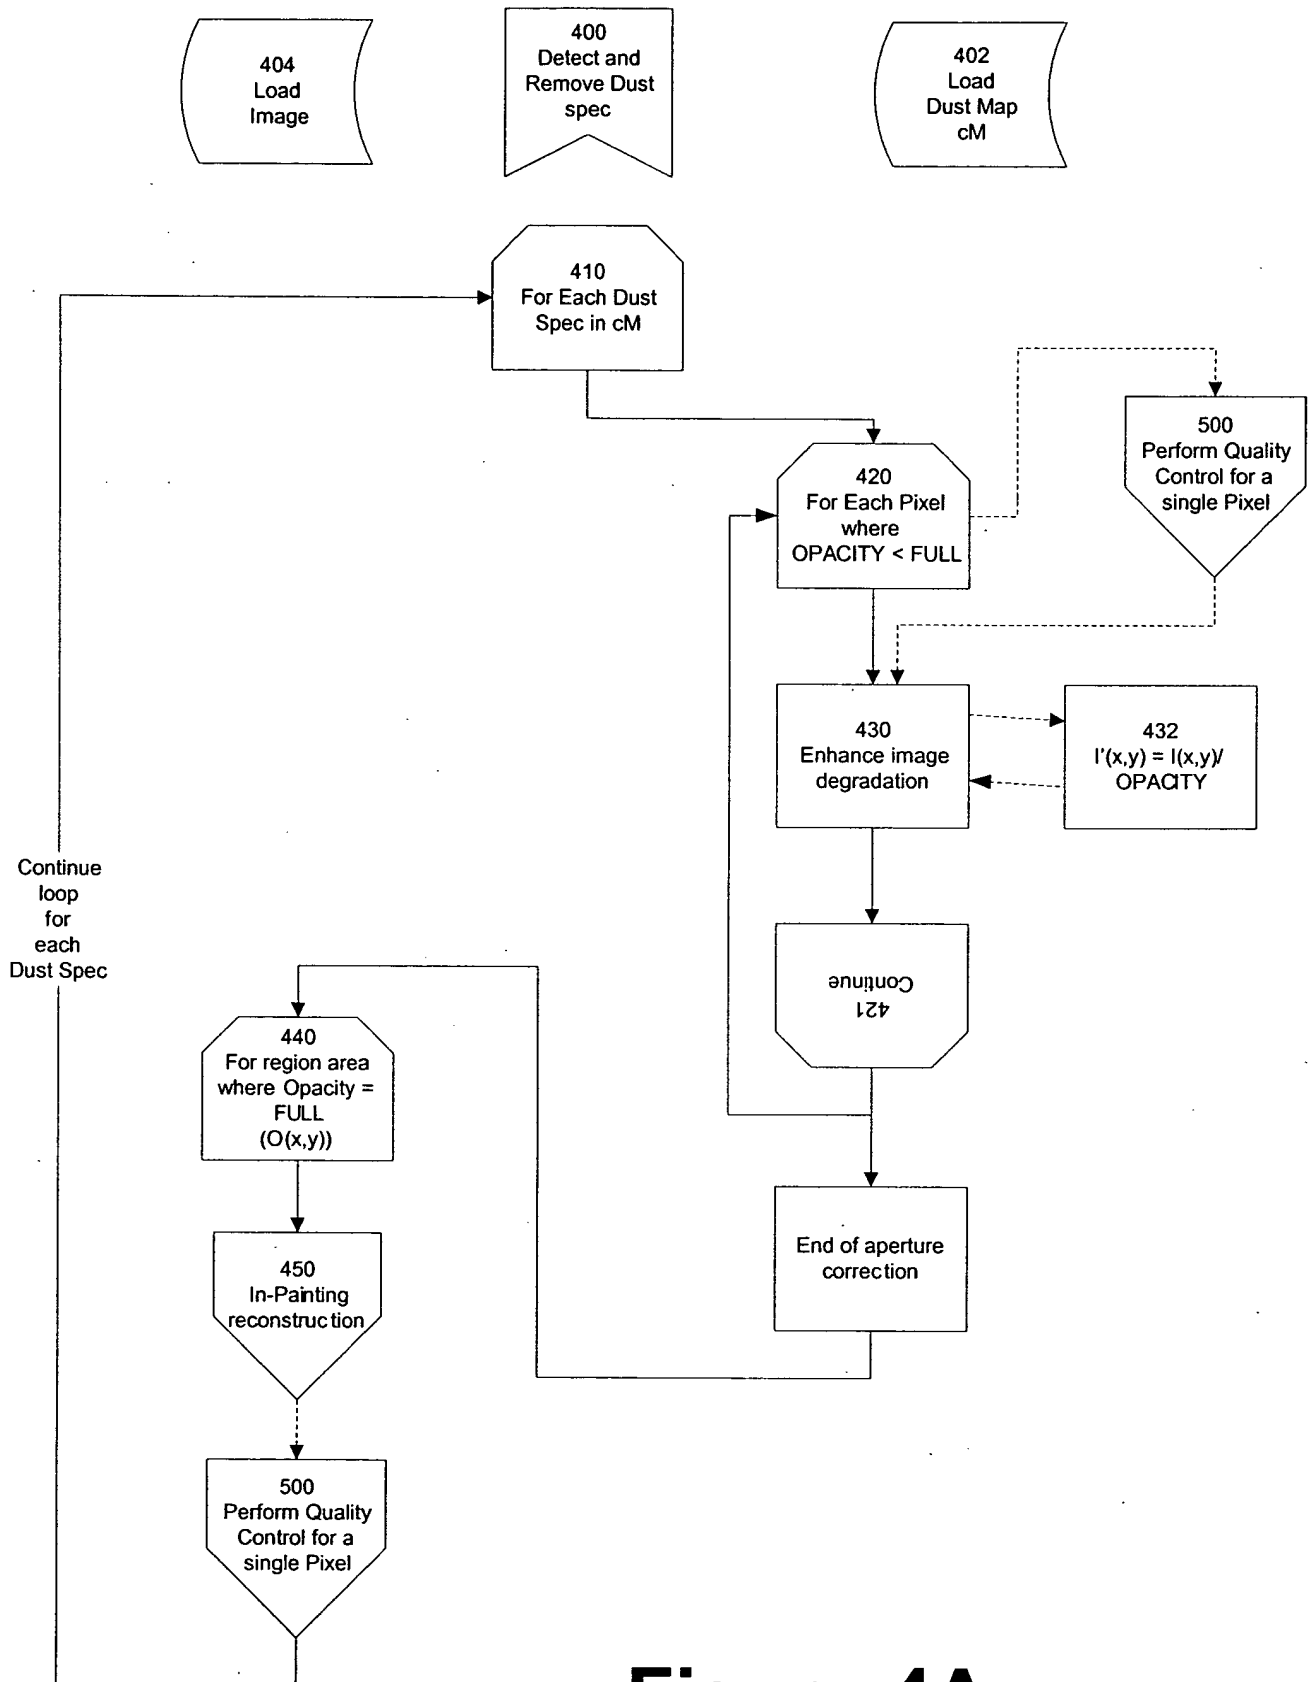 404
Load
Image
400
Detect and
Remove Dust
spec
402
Load
Dust Map
cM
410
For Each Dust
Spec in cM
420
For Each Pixel
where
OPACITY < FULL
500
Perform Quality
Control for a
single Pixel
430
Enhance image
degradation
432
I'(x,y) = I(x,y)/
OPACITY
Continue
loop
for
each
Dust Spec
421
Continue
440
For region area
where Opacity =
FULL
(O(x,y))
End of aperture
correction
450
In-Painting
reconstruction
500
Perform Quality
Control for a
single Pixel